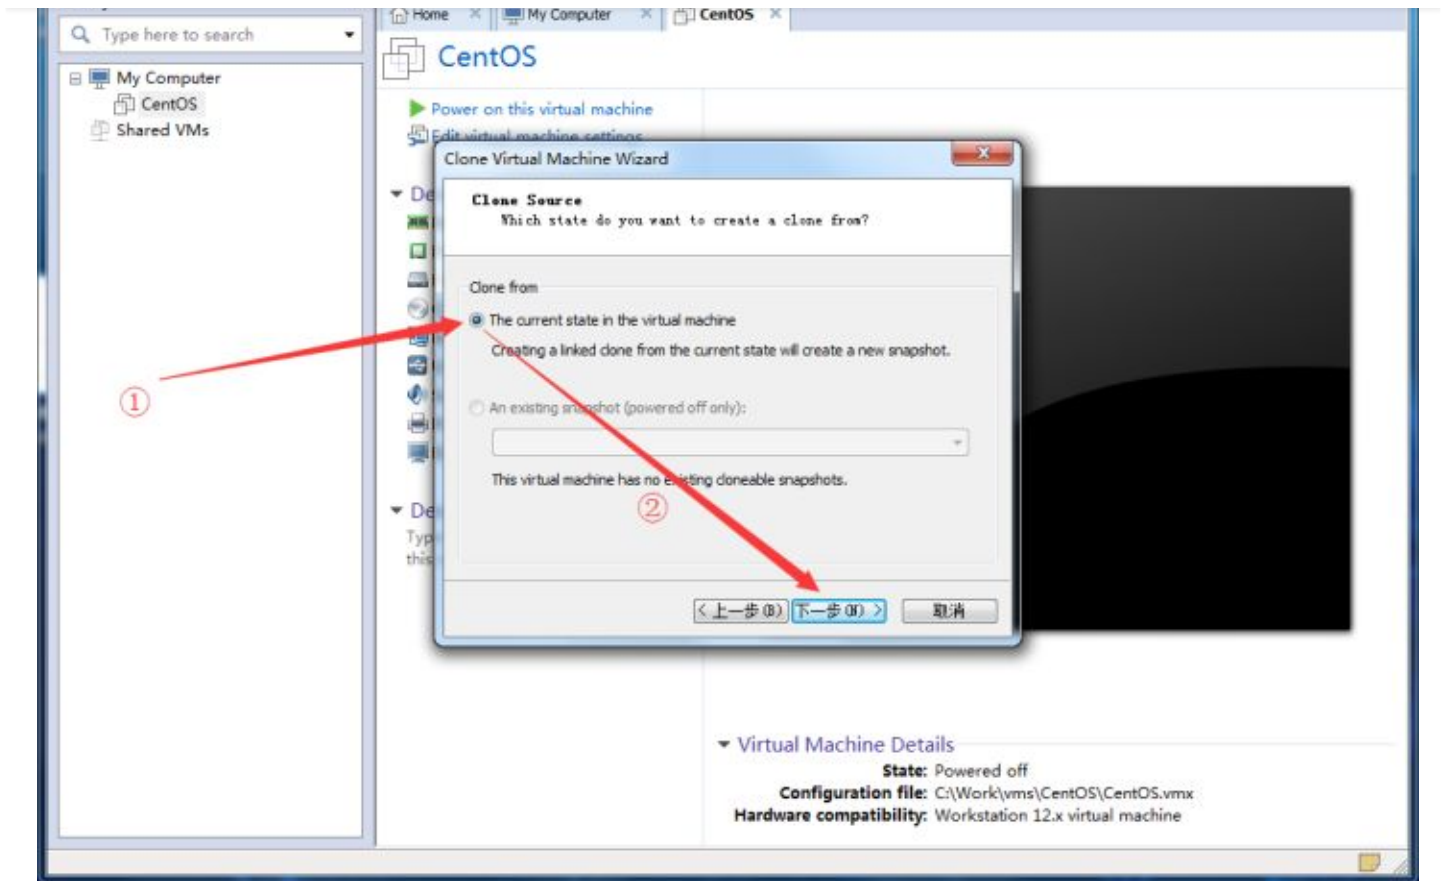 Home
My Computer
CentOS
Type here to search
CentOS
My Computer
CentOS
Shared VMs
Power on this virtual machine
Edit virtual machine settings
Clone Virtual Machine Wizard
Clone Source
Which state do you want to create a clone from?
Clone from
The current state in the virtual machine
Creating a linked clone from the current state will create a new snapshot.
①
An existing snapshot (powered off only):
This virtual machine has no existing cloneable snapshots.
②
<上一步(B)
下一步(N) >
取消
Virtual Machine Details
State: Powered off
Configuration file: C:\Work\vms\CentOS\CentOS.vmx
Hardware compatibility: Workstation 12.x virtual machine